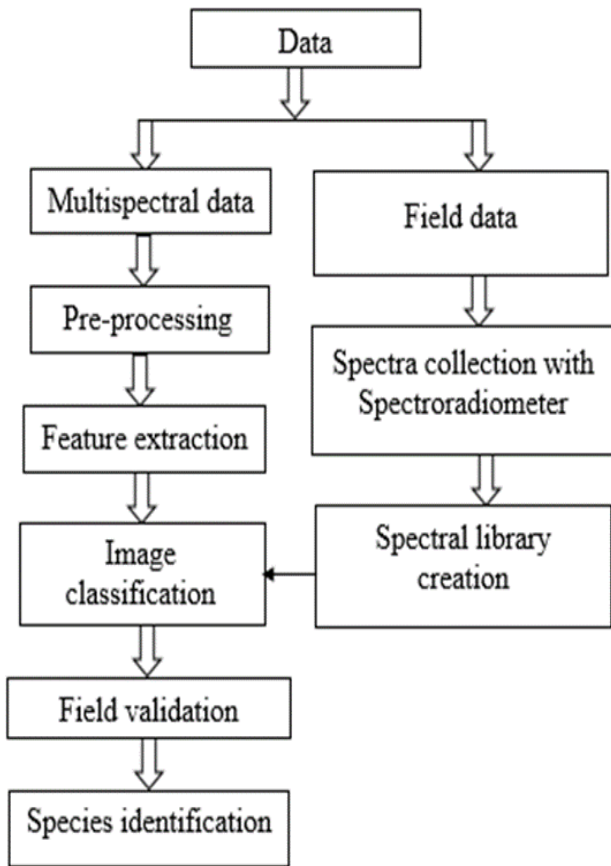 Data
Multispectral data
Field data
Pre-processing
Spectra collection with
Spectroradiometer
Feature extraction
Spectral library
creation
Image
classification
Field validation
Species identification